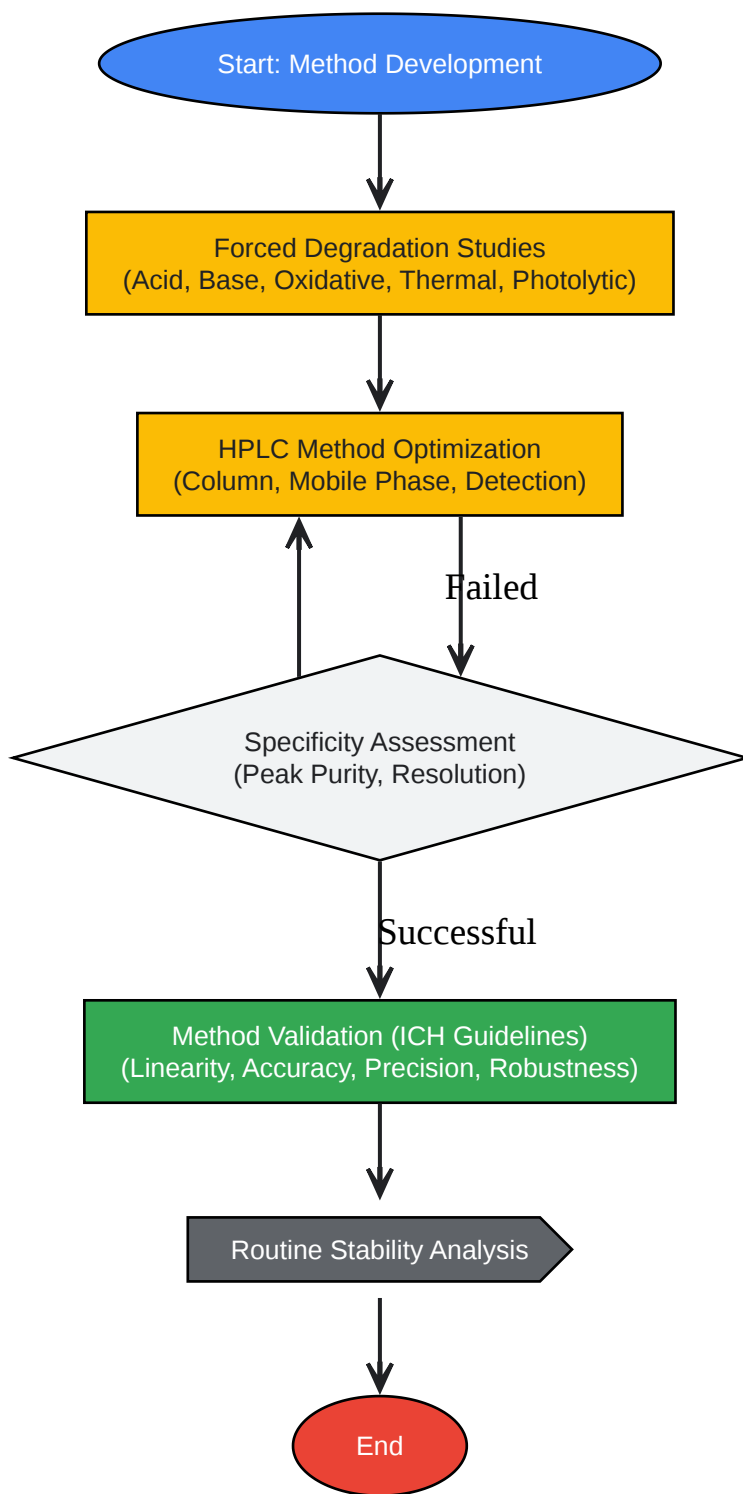 Start: Method Development
Forced Degradation Studies
(Acid, Base, Oxidative, Thermal, Photolytic)
HPLC Method Optimization
(Column, Mobile Phase, Detection)
Failed
Specificity Assessment
(Peak Purity, Resolution)
Successful
Method Validation (ICH Guidelines)
(Linearity, Accuracy, Precision, Robustness)
Routine Stability Analysis
End